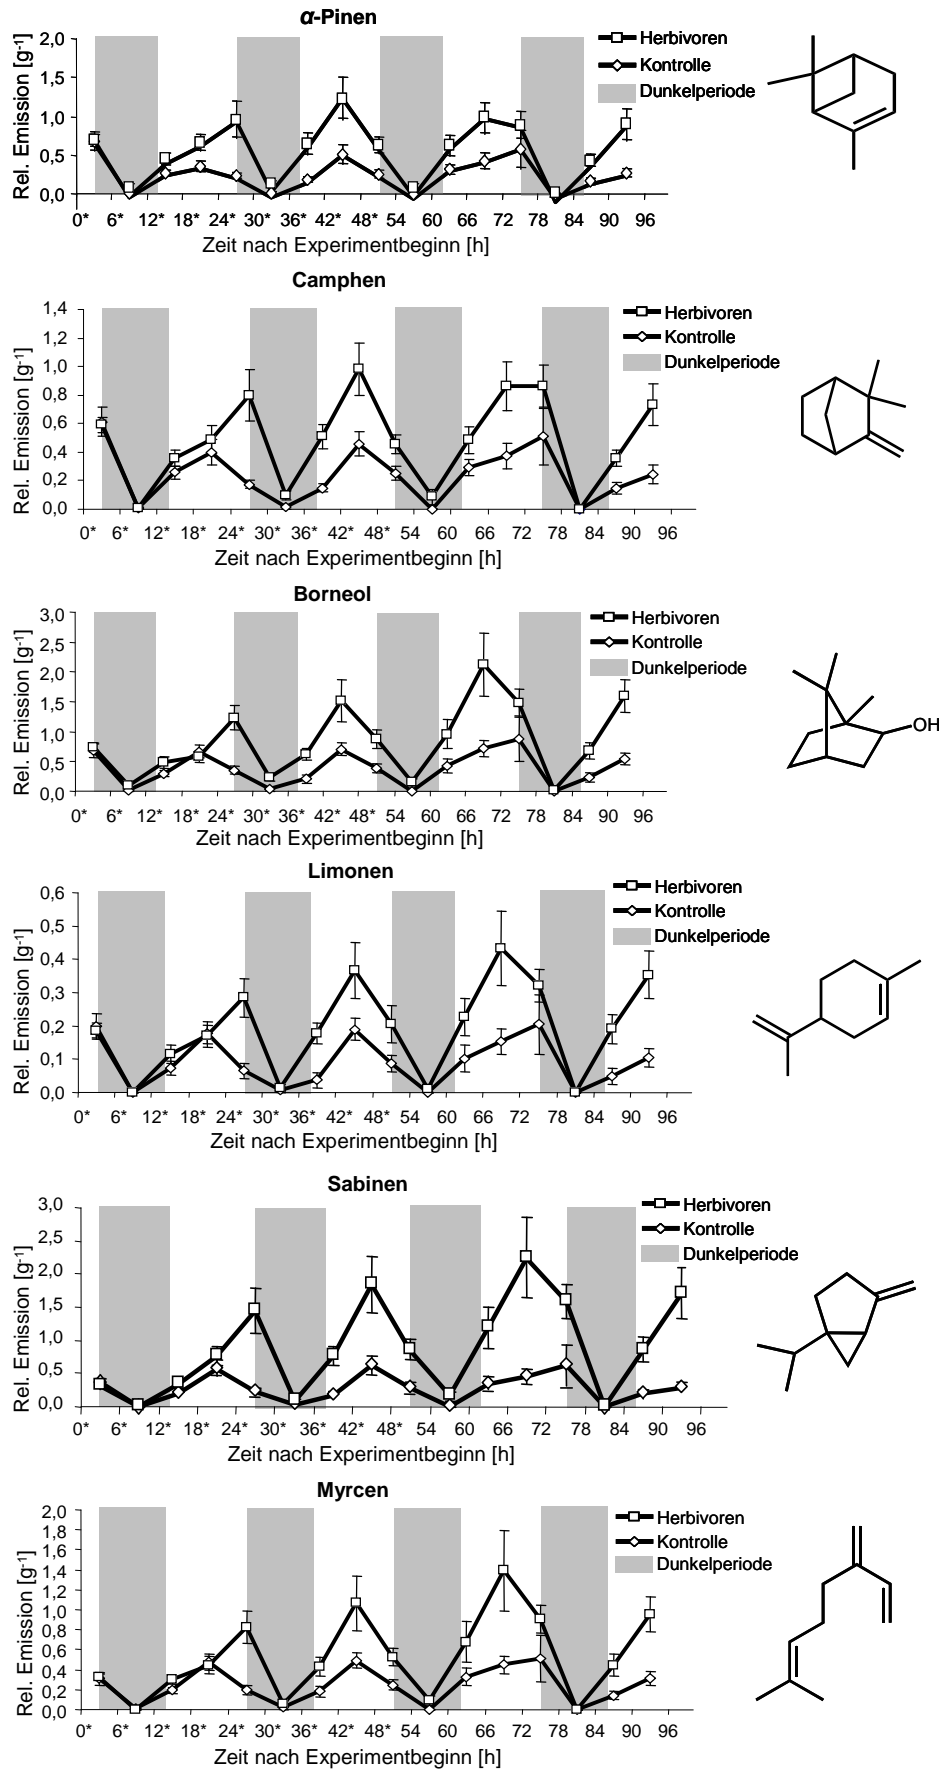 α-Pinen
Rel. Emission [g⁻¹]
2,0
1,5
1,0
0,5
0,0
Herbivoren
Kontrolle
Dunkelperiode
0* 6* 12* 18* 24* 30* 36* 42* 48* 54 60 66 72 78 84 90 96
Zeit nach Experimentbeginn [h]
Camphen
Rel. Emission [g⁻¹]
1,4
1,2
1,0
0,8
0,6
0,4
0,2
0,0
Herbivoren
Kontrolle
Dunkelperiode
0* 6* 12* 18* 24* 30* 36* 42* 48* 54 60 66 72 78 84 90 96
Zeit nach Experimentbeginn [h]
Borneol
Rel. Emission [g⁻¹]
3,0
2,5
2,0
1,5
1,0
0,5
0,0
Herbivoren
Kontrolle
Dunkelperiode
OH
0* 6* 12* 18* 24* 30* 36* 42* 48* 54 60 66 72 78 84 90 96
Zeit nach Experimentbeginn [h]
Limonen
Rel. Emission [g⁻¹]
0,6
0,5
0,4
0,3
0,2
0,1
0,0
Herbivoren
Kontrolle
Dunkelperiode
0* 6* 12* 18* 24* 30* 36* 42* 48* 54 60 66 72 78 84 90 96
Zeit nach Experimentbeginn [h]
Sabinen
Rel. Emission [g⁻¹]
3,0
2,5
2,0
1,5
1,0
0,5
0,0
Herbivoren
Kontrolle
Dunkelperiode
0* 6* 12* 18* 24* 30* 36* 42* 48* 54 60 66 72 78 84 90 96
Zeit nach Experimentbeginn [h]
Myrcen
Rel. Emission [g⁻¹]
2,0
1,8
1,6
1,4
1,2
1,0
0,8
0,6
0,4
0,2
0,0
Herbivoren
Kontrolle
Dunkelperiode
0* 6* 12* 18* 24* 30* 36* 42* 48* 54 60 66 72 78 84 90 96
Zeit nach Experimentbeginn [h]